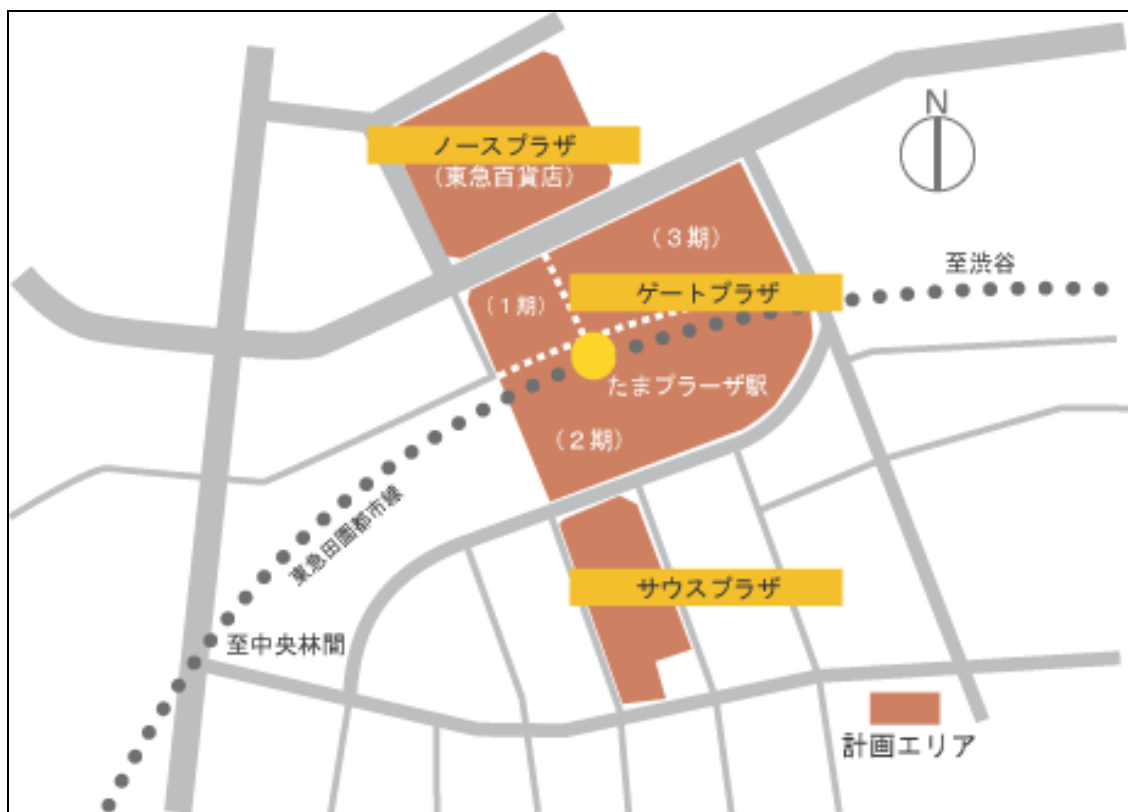 N
ノースプラザ
(東急百貨店)
(3期)
至渋谷
ゲートプラザ
(1期)
たまプラーザ駅
(2期)
東急田園都市線
サウスプラザ
至中央林間
計画エリア